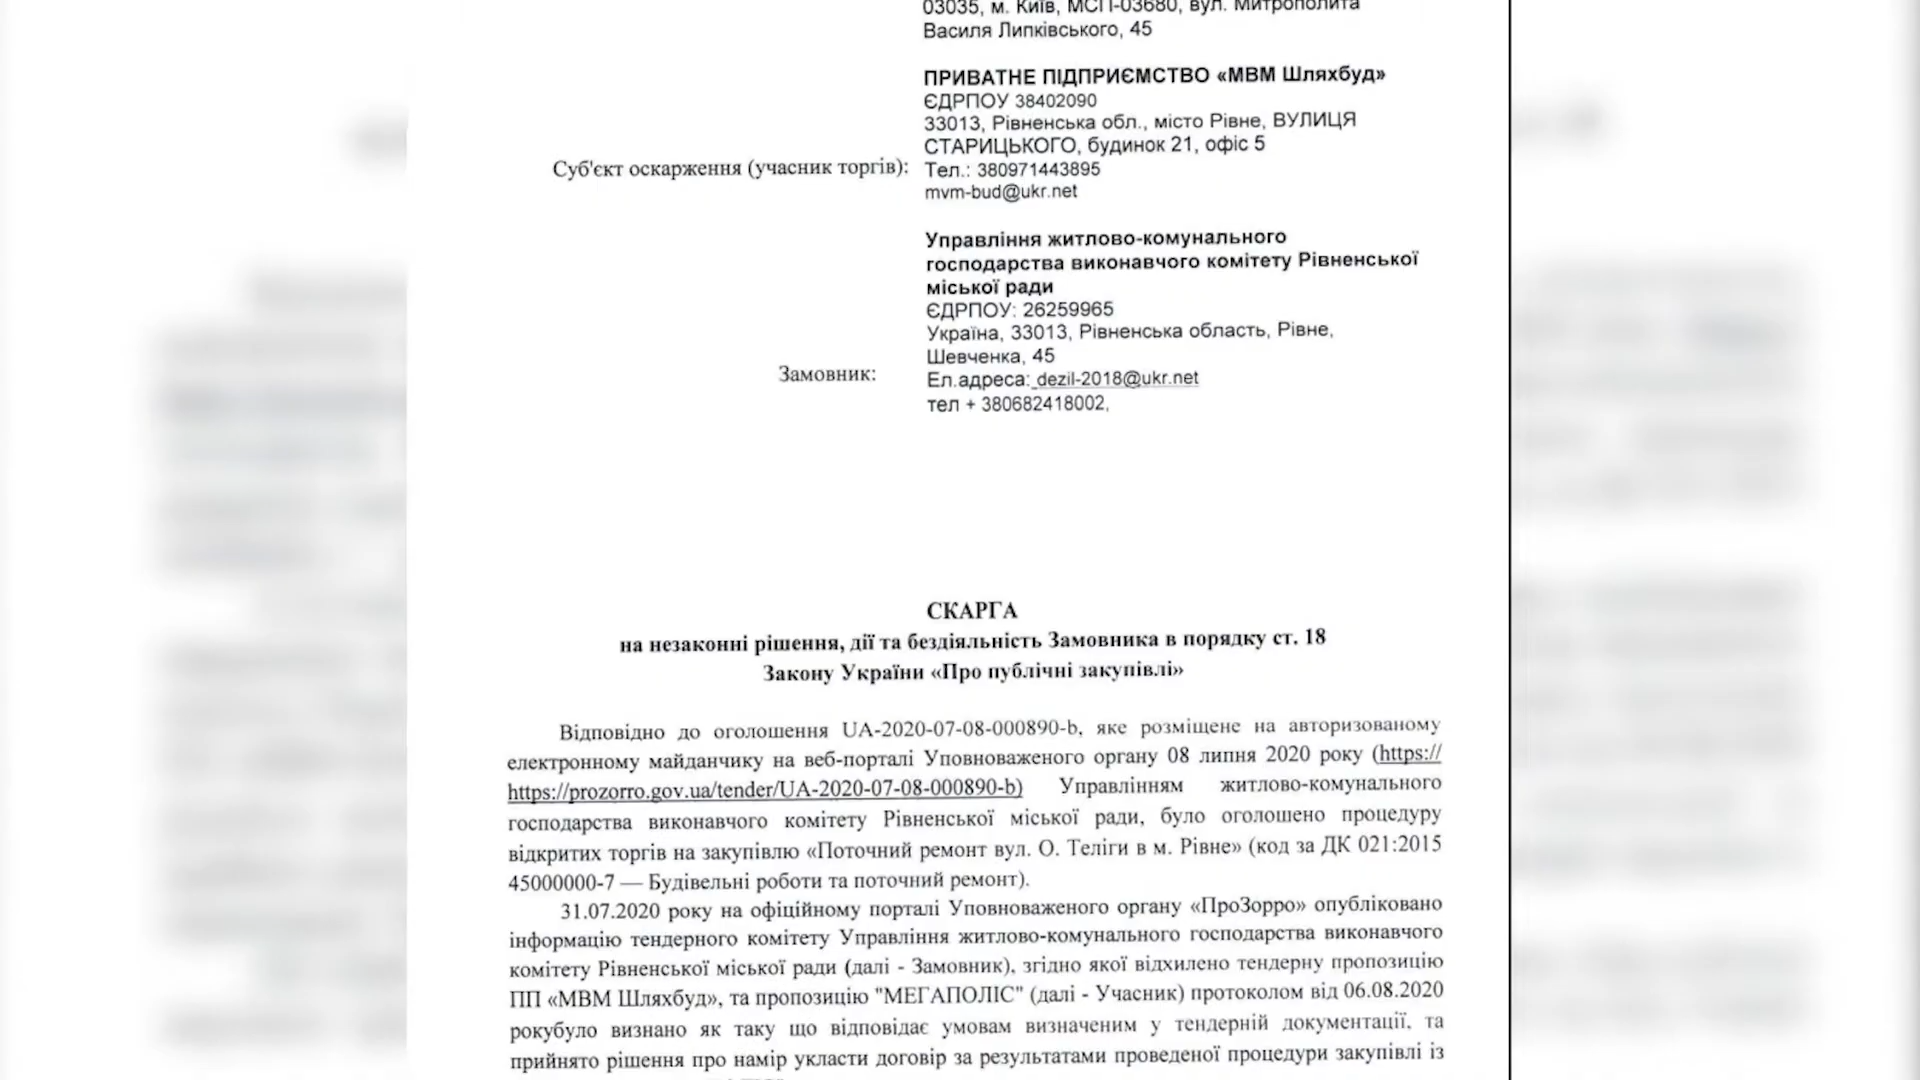 03035, м. Київ, МСП-03680, вул. Митрополита
Василя Липківського, 45
ПРИВАТНЕ ПІДПРИЄМСТВО «МВМ Шляхбуд»
ЄДРПОУ 38402090
33013, Рівненська обл., місто Рівне, ВУЛИЦЯ
СТАРИЦЬКОГО, будинок 21, офіс 5
Суб'єкт оскарження (учасник торгів): Тел.: 380971443895
mvm-bud@ukr.net
Управління житлово-комунального
господарства виконавчого комітету Рівненської
міської ради
ЄДРПОУ: 26259965
Україна, 33013, Рівненська область, Рівне,
Шевченка, 45
Замовник: Ел.адреса: dezil-2018@ukr.net
тел + 380682418002,
СКАРГА
на незаконні рішення, дії та бездіяльність Замовника в порядку ст. 18
Закону України «Про публічні закупівлі»
Відповідно до оголошення UA-2020-07-08-000890-b, яке розміщене на авторизованому
електронному майданчику на веб-порталі Уповноваженого органу 08 липня 2020 року (https://
https://prozorro.gov.ua/tender/UA-2020-07-08-000890-b) Управлінням житлово-комунального
господарства виконавчого комітету Рівненської міської ради, було оголошено процедуру
відкритих торгів на закупівлю «Поточний ремонт вул. О. Теліги в м. Рівне» (код за ДК 021:2015
45000000-7 — Будівельні роботи та поточний ремонт).
31.07.2020 року на офіційному порталі Уповноваженого органу «ПроЗорро» опубліковано
інформацію тендерного комітету Управління житлово-комунального господарства виконавчого
комітету Рівненської міської ради (далі - Замовник), згідно якої відхилено тендерну пропозицію
ПП «МВМ Шляхбуд», та пропозицію "МЕГАПОЛІС" (далі - Учасник) протоколом від 06.08.2020
рокубуло визнано як таку що відповідає умовам визначеним у тендерній документації, та
прийнято рішення про намір укласти договір за результатами проведеної процедури закупівлі із